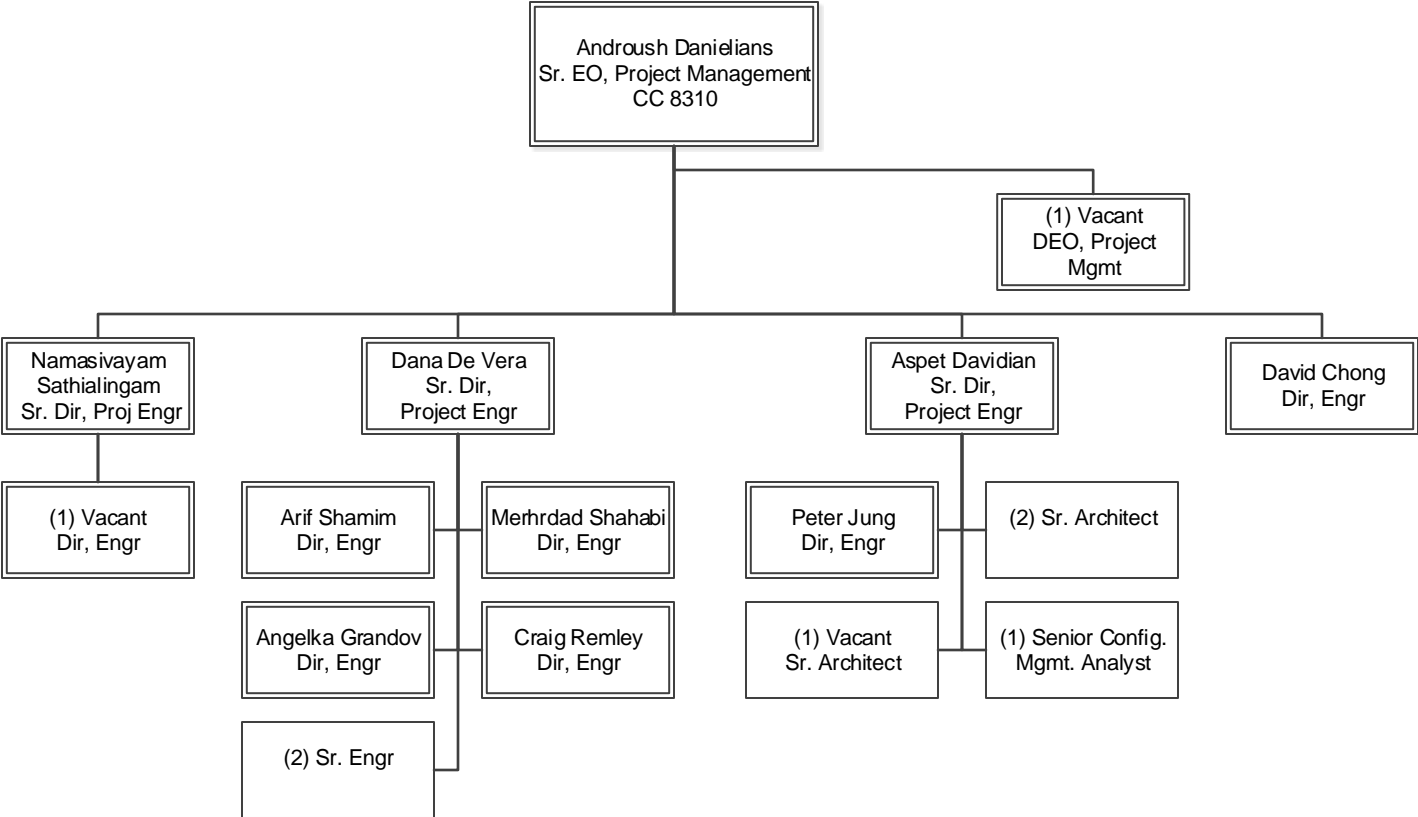 Androush Danielians
Sr. EO, Project Management
CC 8310
(1) Vacant
DEO, Project
Mgmt
Namasivayam
Sathialingam
Sr. Dir, Proj Engr
Dana De Vera
Sr. Dir,
Project Engr
Aspet Davidian
Sr. Dir,
Project Engr
David Chong
Dir, Engr
(1) Vacant
Dir, Engr
Arif Shamim
Dir, Engr
Merhrdad Shahabi
Dir, Engr
Peter Jung
Dir, Engr
(2) Sr. Architect
Angelka Grandov
Dir, Engr
Craig Remley
Dir, Engr
(1) Vacant
Sr. Architect
(1) Senior Config.
Mgmt. Analyst
(2) Sr. Engr